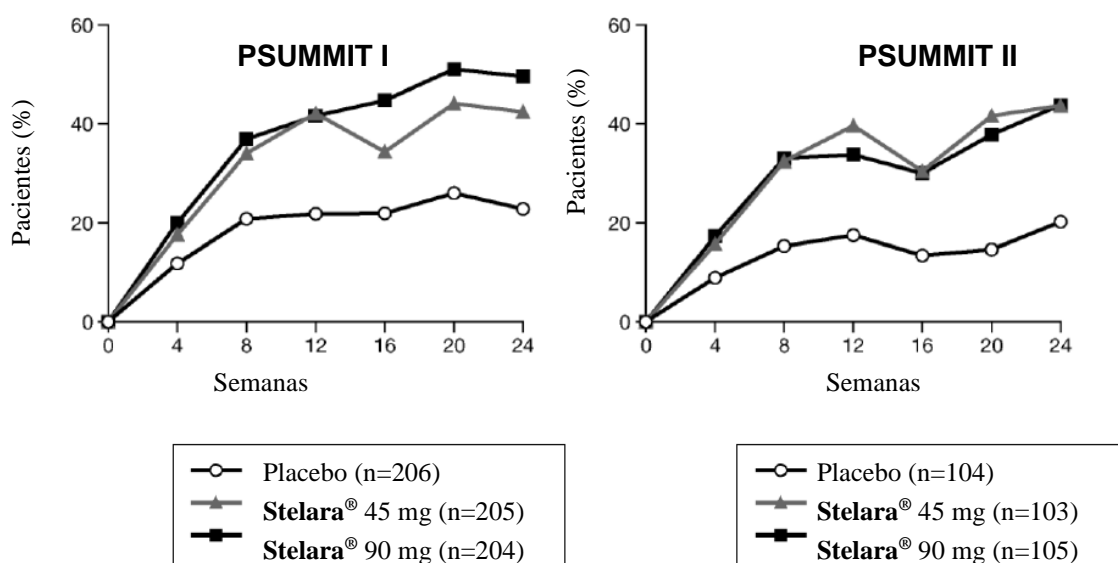 PSUMMIT I
Pacientes (%)
60
40
20
0
0 4 8 12 16 20 24
Semanas
Placebo (n=206)
Stelara® 45 mg (n=205)
Stelara® 90 mg (n=204)
PSUMMIT II
Pacientes (%)
60
40
20
0
0 4 8 12 16 20 24
Semanas
Placebo (n=104)
Stelara® 45 mg (n=103)
Stelara® 90 mg (n=105)